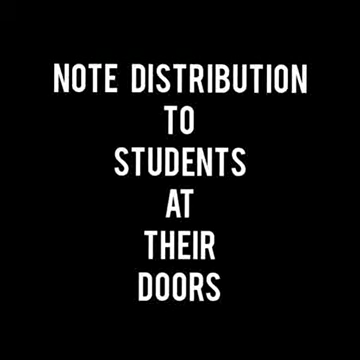 NOTE DISTRIBUTION
TO
STUDENTS
AT
THEIR
DOORS